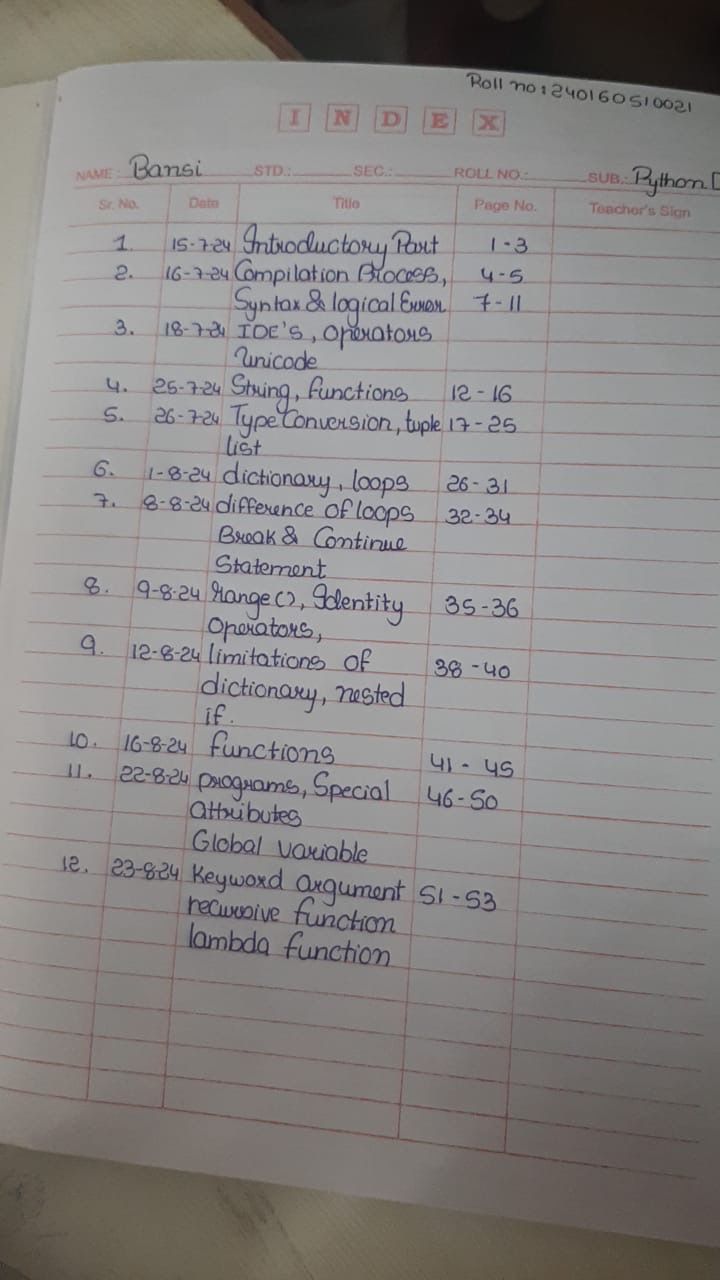 Roll no: 240160510021
INDEX
NAME: Bansi STD.: SEC.: ROLL NO.: SUB.: Python
Sr. No. Date Title Page No. Teacher's Sign
1. 15-7-24 Introductory Part 1-3
2. 16-7-24 Compilation Process, 4-5
Syntax & logical Error 7-11
3. 18-7-24 IDE'S, operators
Unicode
4. 25-7-24 String, functions 12-16
5. 26-7-24 Type Conversion, tuple 17-25
list
6. 1-8-24 dictionary, loops 26-31
7. 8-8-24 difference of loops 32-34
Break & Continue
Statement
8. 9-8-24 range(), Identity 35-36
Operators,
9. 12-8-24 limitations of 38-40
dictionary, nested
if.
10. 16-8-24 functions 41-45
11. 22-8-24 programs, Special 46-50
attributes
Global variable
12. 23-8-24 Keyword argument 51-53
recursive function
lambda function